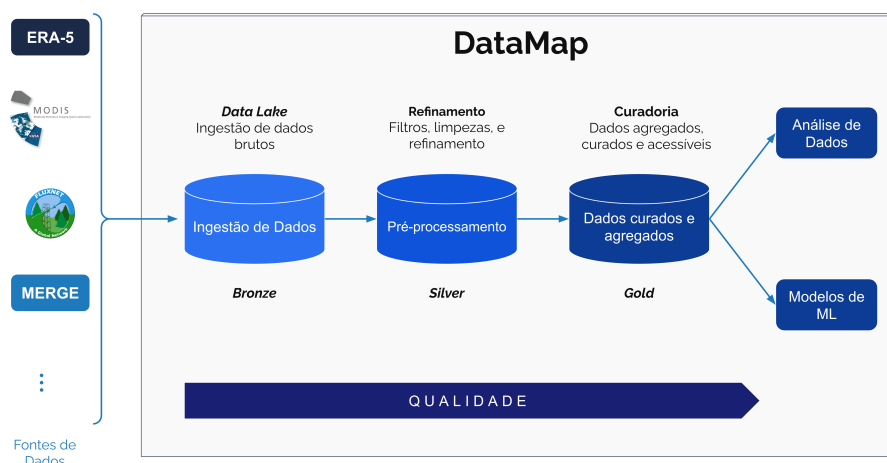 ERA-5
MODIS
FLUXNET
MERGE
Fontes de
Dados
DataMap
Data Lake
Ingestão de dados
brutos
Refinamento
Filtros, limpezas, e
refinamento
Curadoria
Dados agregados,
curados e acessíveis
Ingestão de Dados
Pré-processamento
Dados curados e
agregados
Bronze
Silver
Gold
Análise de
Dados
Modelos de
ML
QUALIDADE